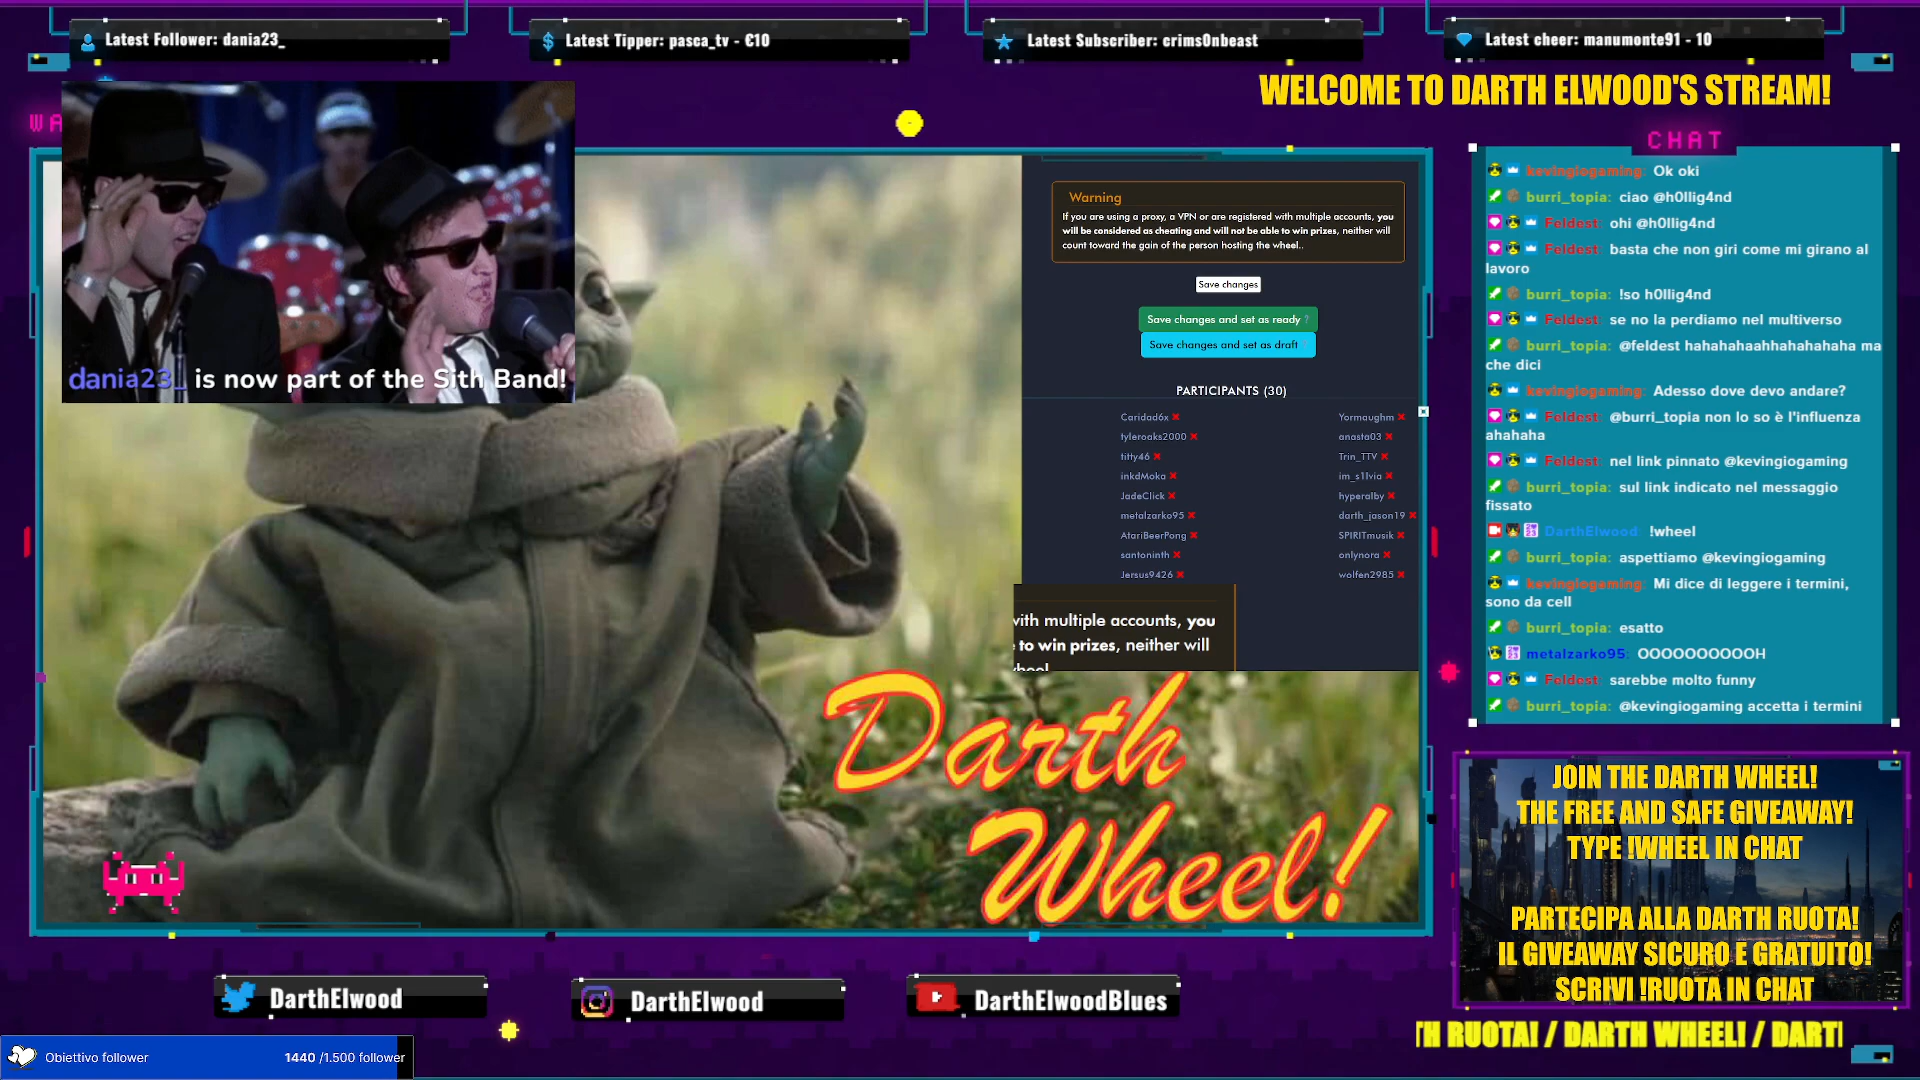 Latest Follower: dania23_
Latest Tipper: pasca_tv - €10
Latest Subscriber: crims0nbeast
Latest cheer: manumonte91 - 10
WELCOME TO DARTH ELWOOD'S STREAM!
dania23_ is now part of the Sith Band!
Warning
If you are using a proxy, a VPN or are registered with multiple accounts, you
will be considered as cheating and will not be able to win prizes, neither will
count toward the gain of the person hosting the wheel..
Save changes
Save changes and set as ready ?
Save changes and set as draft ?
PARTICIPANTS (30)
Caridad6x
Yormaughm
tyleroaks2000
anasta03
titty46
Trin_TTV
inkdMoka
im_s1lvia
JadeClick
hyperalby
metalzarko95
darth_jason19
AtariBeerPong
SPIRITmusik
santoninth
onlynora
Jersus9426
wolfen2985
with multiple accounts, you
to win prizes, neither will
Darth
Wheel!
CHAT
kevingiogaming: Ok oki
burri_topia: ciao @h0llig4nd
Feldest: ohi @h0llig4nd
Feldest: basta che non giri come mi girano al
lavoro
burri_topia: !so h0llig4nd
Feldest: se no la perdiamo nel multiverso
burri_topia: @feldest hahahahaahhahahahaha ma
che dici
kevingiogaming: Adesso dove devo andare?
Feldest: @burri_topia non lo so è l'influenza
ahahaha
Feldest: nel link pinnato @kevingiogaming
burri_topia: sul link indicato nel messaggio
fissato
DarthElwood: !wheel
burri_topia: aspettiamo @kevingiogaming
kevingiogaming: Mi dice di leggere i termini,
sono da cell
burri_topia: esatto
metalzarko95: OOOOOOOOOOH
Feldest: sarebbe molto funny
burri_topia: @kevingiogaming accetta i termini
JOIN THE DARTH WHEEL!
THE FREE AND SAFE GIVEAWAY!
TYPE !WHEEL IN CHAT
PARTECIPA ALLA DARTH RUOTA!
IL GIVEAWAY SICURO E GRATUITO!
SCRIVI !RUOTA IN CHAT
TH RUOTA! / DARTH WHEEL! / DART
DarthElwood
DarthElwood
DarthElwoodBlues
Obiettivo follower
1440 /1.500 follower